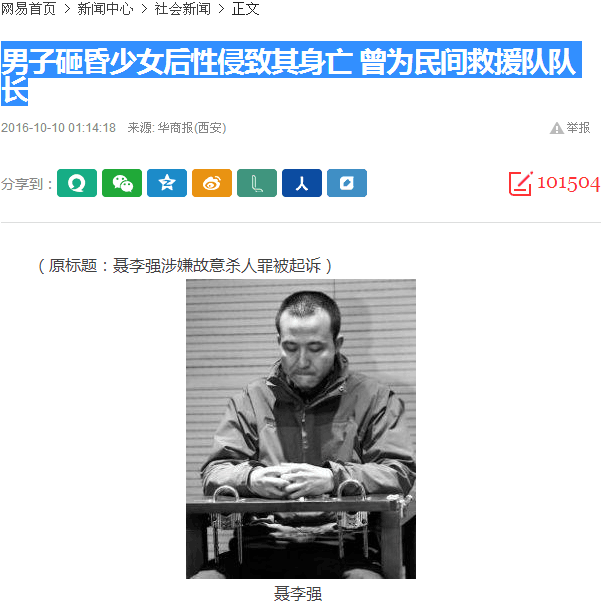 网易首页 > 新闻中心 > 社会新闻 > 正文
男子砸昏少女后性侵致其身亡 曾为民间救援队队
长
2016-10-10 01:14:18 来源: 华商报(西安) 举报
分享到： 101504
（原标题：聂李强涉嫌故意杀人罪被起诉）
聂李强